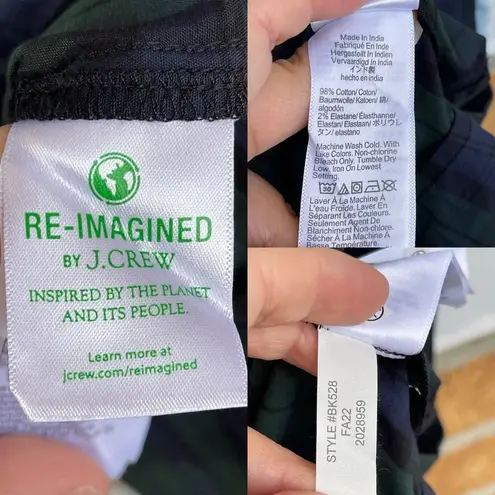 RE-IMAGINED
BY J.CREW
INSPIRED BY THE PLANET
AND ITS PEOPLE.
Learn more at
jcrew.com/reimagined
Made in India
Fabriqué En Inde
Hergestellt in Indien
Vervaardigd In India
インド製
hecho en india
98% Cotton/Coton/
Baumwolle/Katoen/綿/
algodón
2% Elastane/Élasthanne/
Elastan/Elastaan/ポリウレ
タン/elastano
Machine Wash Cold. With
Like Colors. Non-chlorine
Bleach Only. Tumble Dry
Low. Iron On Lowest
Setting.
30
Laver À La Machine À
L'eau Froide. Laver En
Séparant Les Couleurs.
Seulement Agent De
Blanchiment Non-chloré.
Sécher À La Machine À
Basse Température.
STYLE #BK528
FA22
2028959